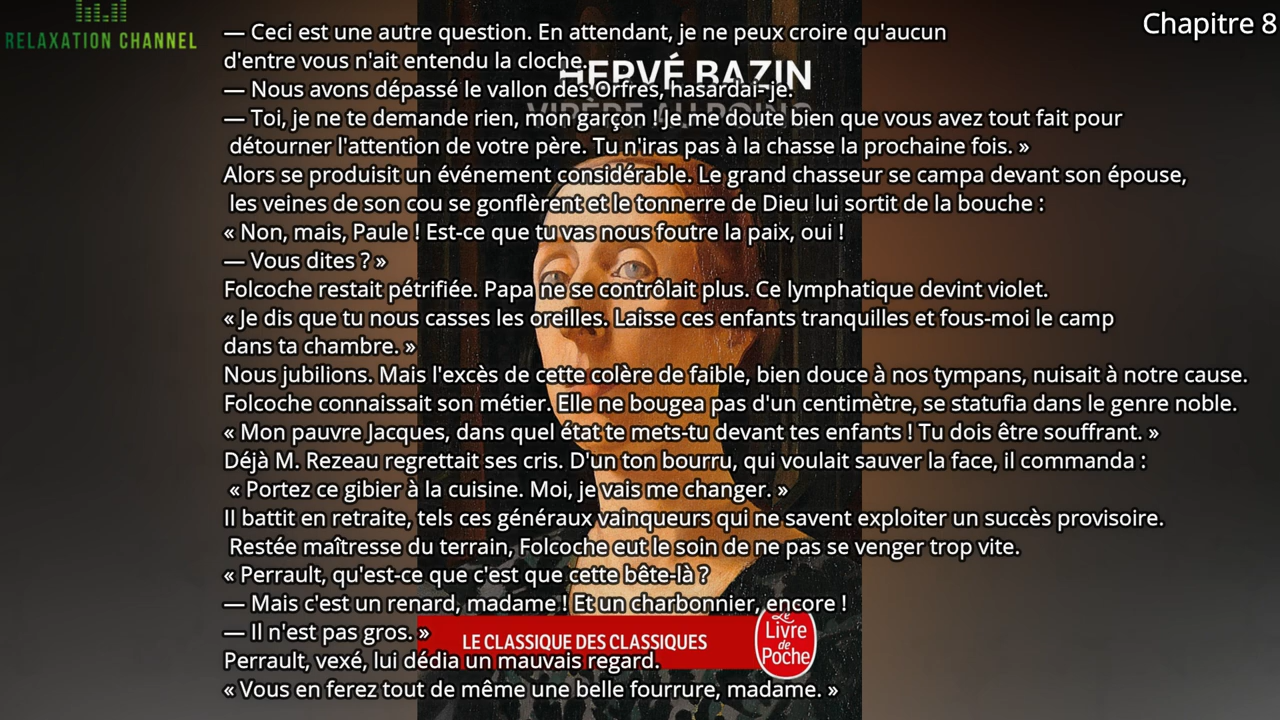 RELAXATION CHANNEL
Chapitre 8
— Ceci est une autre question. En attendant, je ne peux croire qu'aucun
d'entre vous n'ait entendu la cloche.
HERVÉ BAZIN
— Nous avons dépassé le vallon des Orfres, hasardai-je.
VIPÈRE AU POING
— Toi, je ne te demande rien, mon garçon ! Je me doute bien que vous avez tout fait pour
détourner l'attention de votre père. Tu n'iras pas à la chasse la prochaine fois. »
Alors se produisit un événement considérable. Le grand chasseur se campa devant son épouse,
les veines de son cou se gonflèrent et le tonnerre de Dieu lui sortit de la bouche :
« Non, mais, Paule ! Est-ce que tu vas nous foutre la paix, oui !
— Vous dites ? »
Folcoche restait pétrifiée. Papa ne se contrôlait plus. Ce lymphatique devint violet.
« Je dis que tu nous casses les oreilles. Laisse ces enfants tranquilles et fous-moi le camp
dans ta chambre. »
Nous jubilions. Mais l'excès de cette colère de faible, bien douce à nos tympans, nuisait à notre cause.
Folcoche connaissait son métier. Elle ne bougea pas d'un centimètre, se statufia dans le genre noble.
« Mon pauvre Jacques, dans quel état te mets-tu devant tes enfants ! Tu dois être souffrant. »
Déjà M. Rezeau regrettait ses cris. D'un ton bourru, qui voulait sauver la face, il commanda :
« Portez ce gibier à la cuisine. Moi, je vais me changer. »
Il battit en retraite, tels ces généraux vainqueurs qui ne savent exploiter un succès provisoire.
Restée maîtresse du terrain, Folcoche eut le soin de ne pas se venger trop vite.
« Perrault, qu'est-ce que c'est que cette bête-là ?
— Mais c'est un renard, madame ! Et un charbonnier, encore !
— Il n'est pas gros. »
LE CLASSIQUE DES CLASSIQUES
Le
Livre
de
Poche
Perrault, vexé, lui dédia un mauvais regard.
« Vous en ferez tout de même une belle fourrure, madame. »